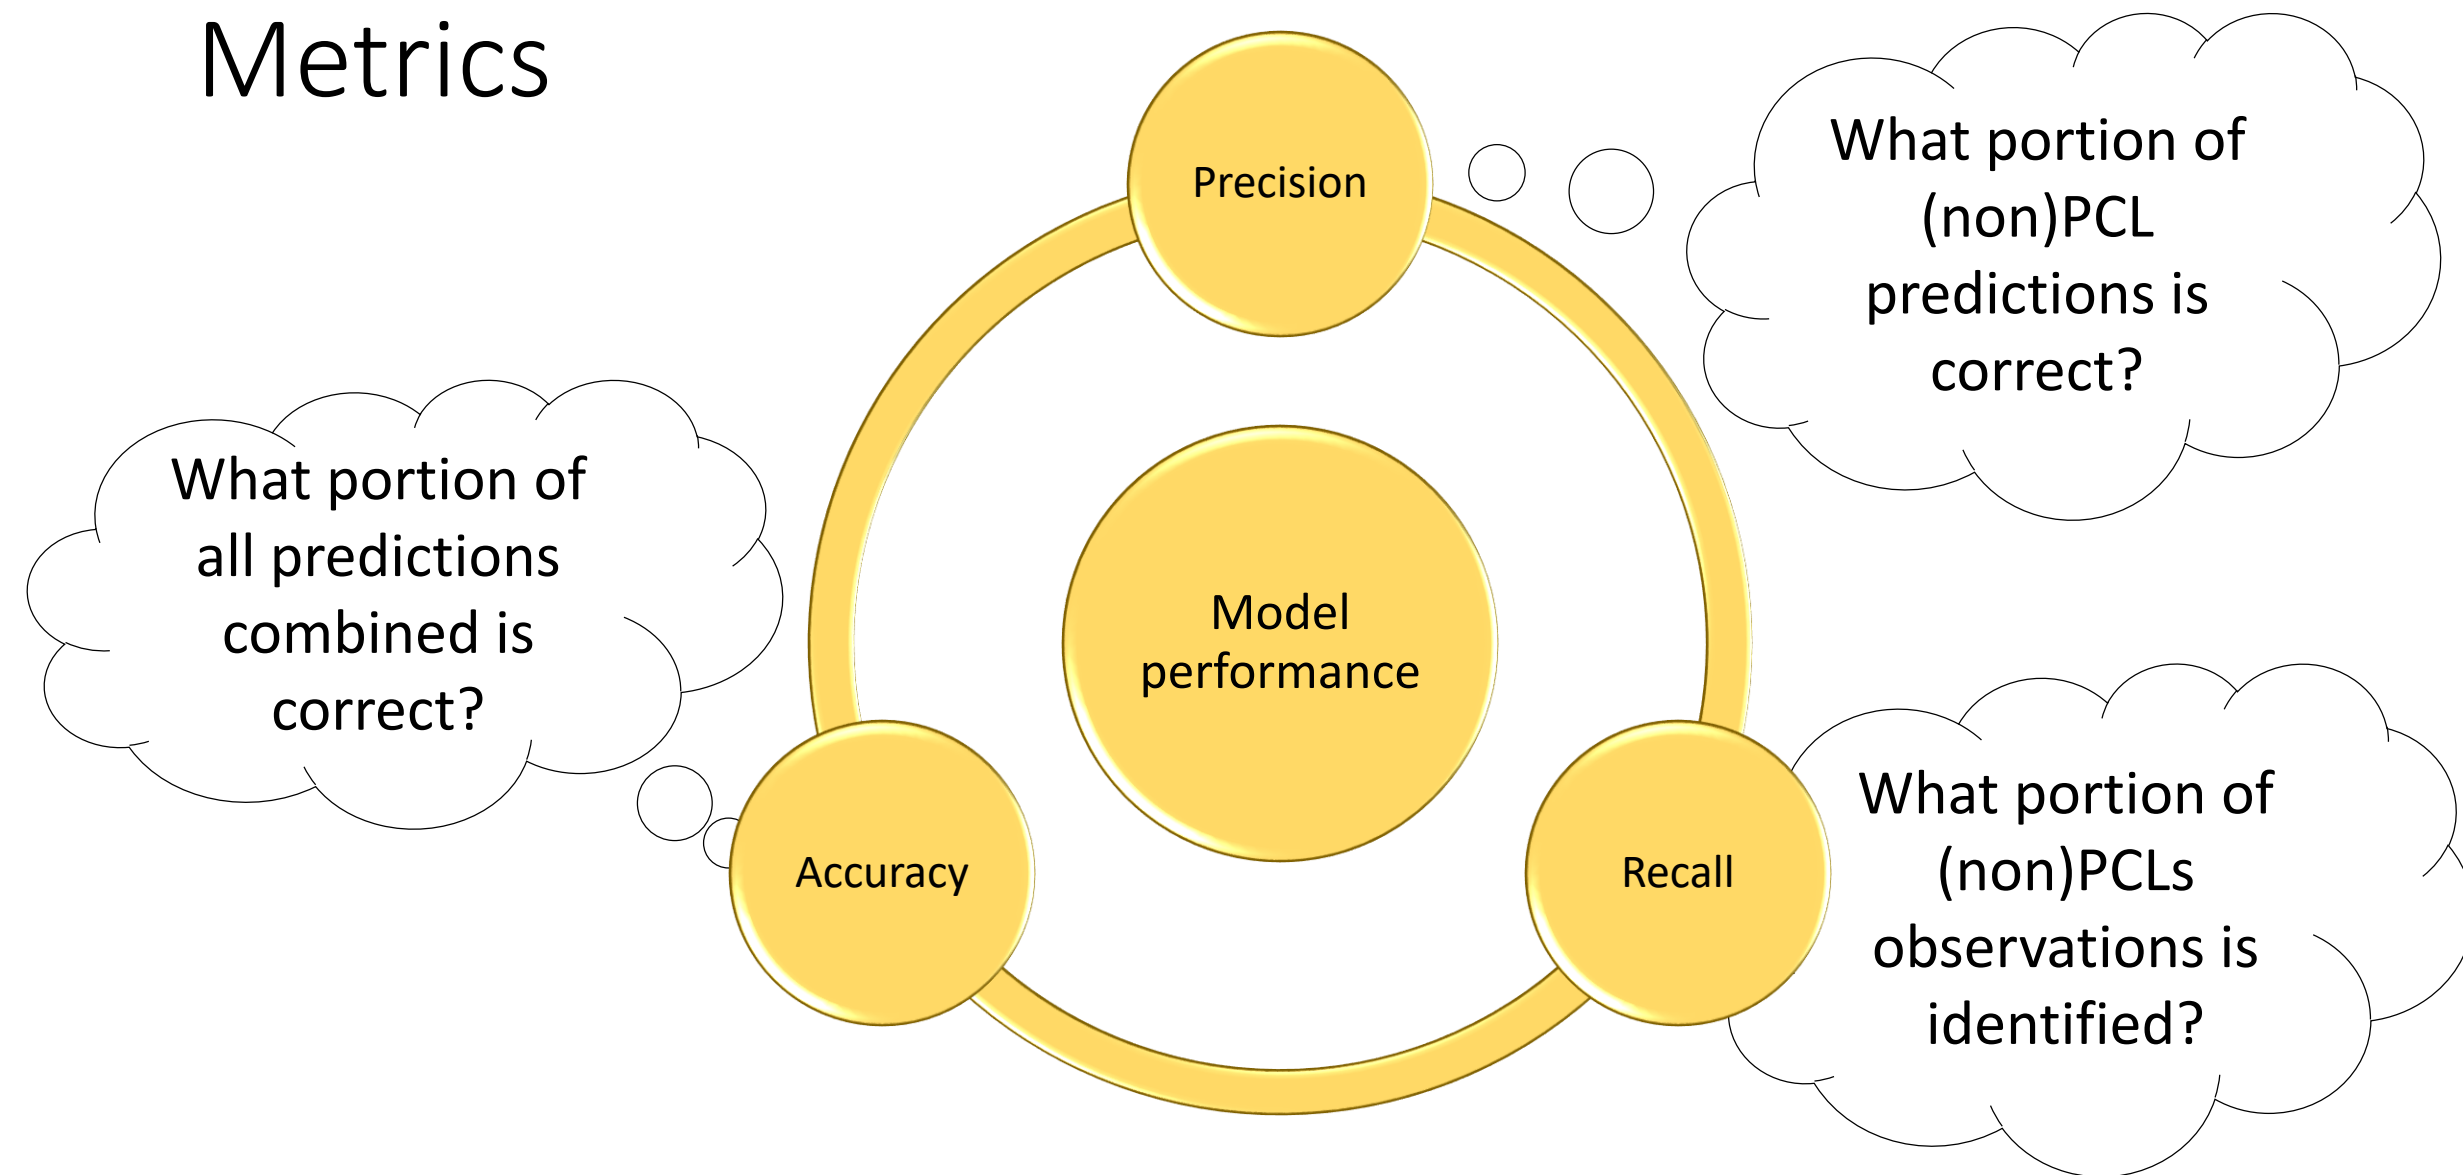 Metrics
Precision
What portion of
(non)PCL
predictions is
correct?
What portion of
all predictions
combined is
correct?
Model
performance
Accuracy
Recall
What portion of
(non)PCLs
observations is
identified?